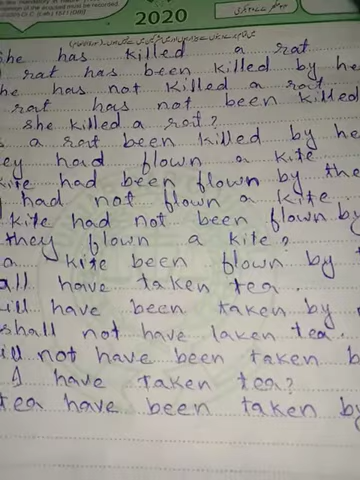 2020
she has killed a rat
rat has been killed by he
he has not killed a rat
rat has not been killed
she killed a rat?
a rat been killed by he
ey had flown a kite
kite had been flown by the
had not flown a kite
kite had not been flown by
they flown a kite?
a kite been flown by
all have taken tea.
will have been taken by
shall not have taken tea.
ill not have been taken b
I have taken tea?
tea have been taken by